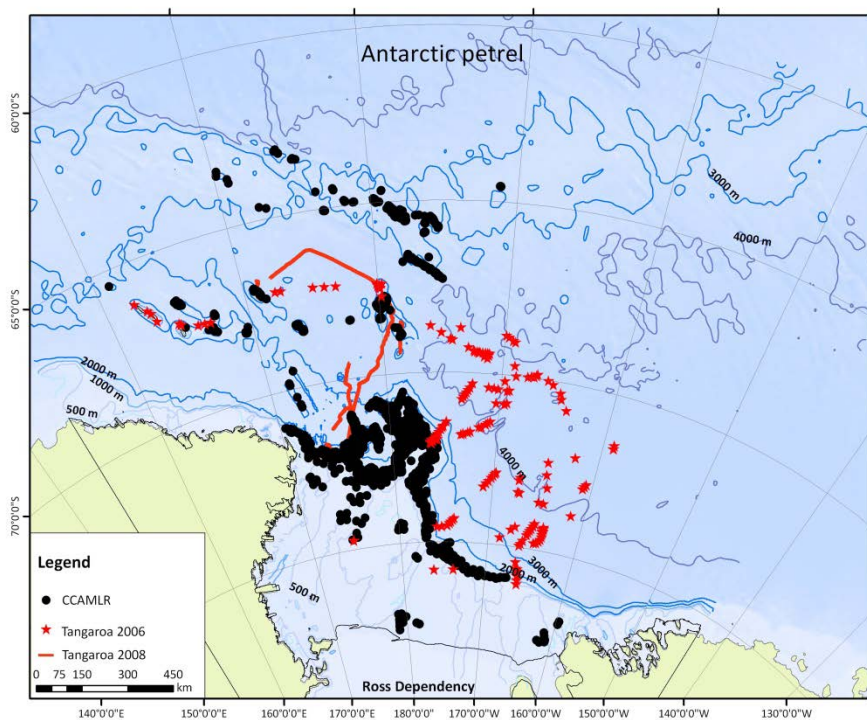 Antarctic petrel
60°0'0"S
3000 m
4000 m
65°0'0"S
2000 m
1000 m
500 m
4000 m
70°0'0"S
3000 m
2000 m
500 m
Legend
CCAMLR
Tangaroa 2006
Tangaroa 2008
0 75 150 300 450
km
Ross Dependency
140°0'0"E 150°0'0"E 160°0'0"E 170°0'0"E 180°0'0" 170°0'0"W 160°0'0"W 150°0'0"W 140°0'0"W 130°0'0"W